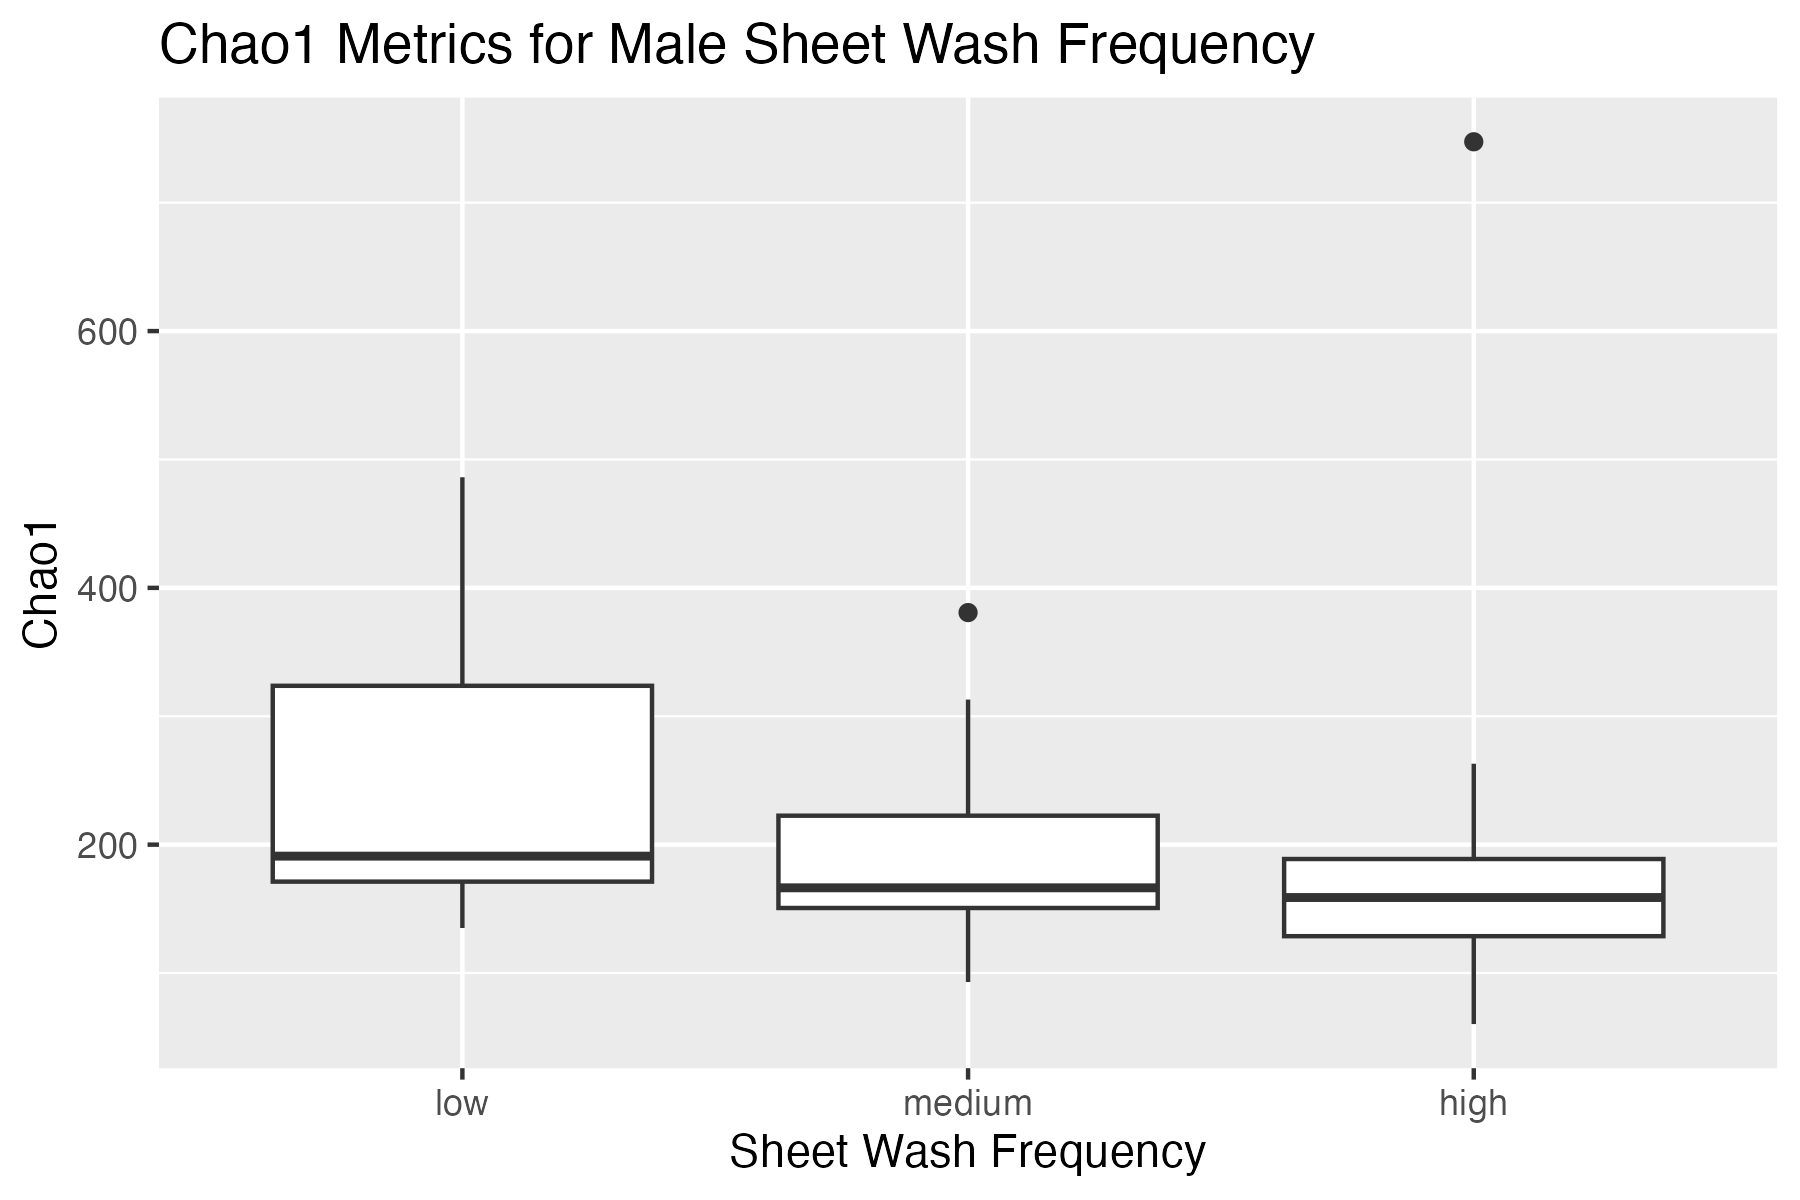 Chao1 Metrics for Male Sheet Wash Frequency
Chao1
600
400
200
low medium high
Sheet Wash Frequency